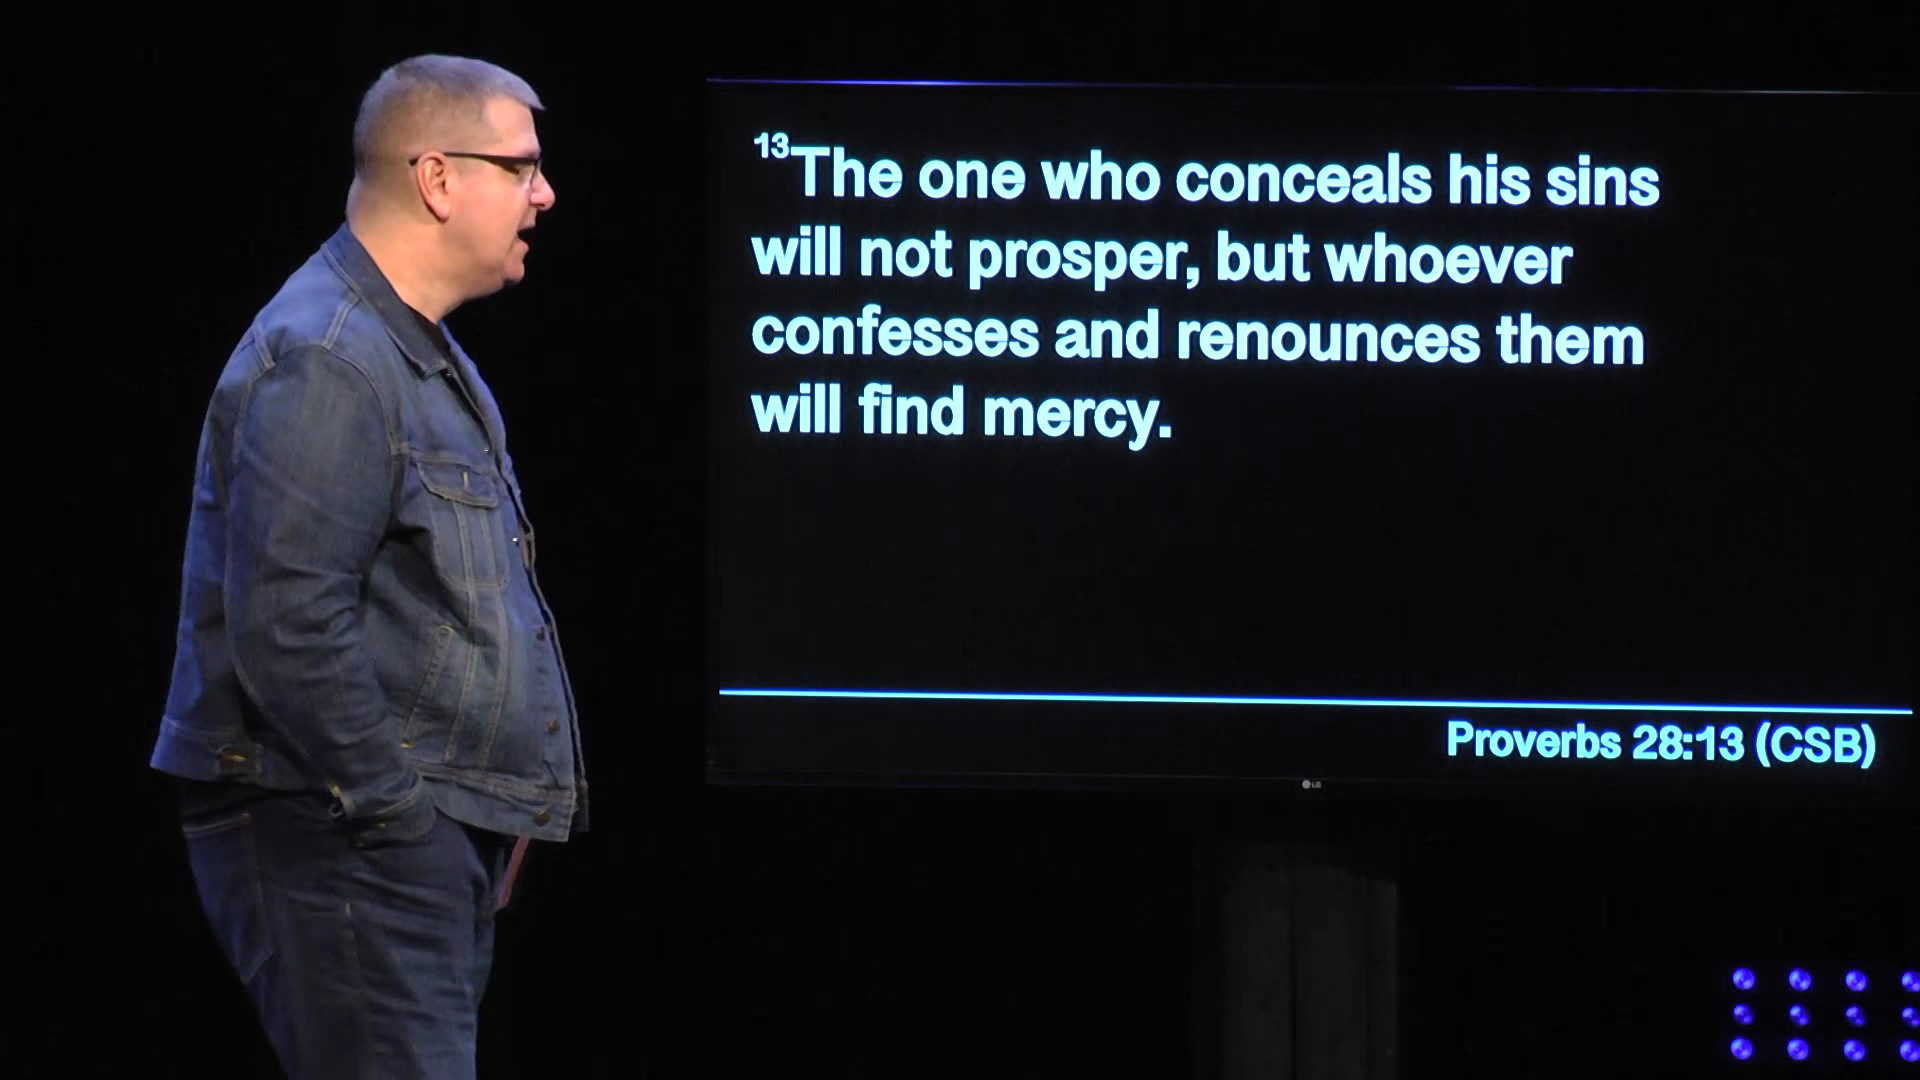 13The one who conceals his sins
will not prosper, but whoever
confesses and renounces them
will find mercy.
Proverbs 28:13 (CSB)
LG